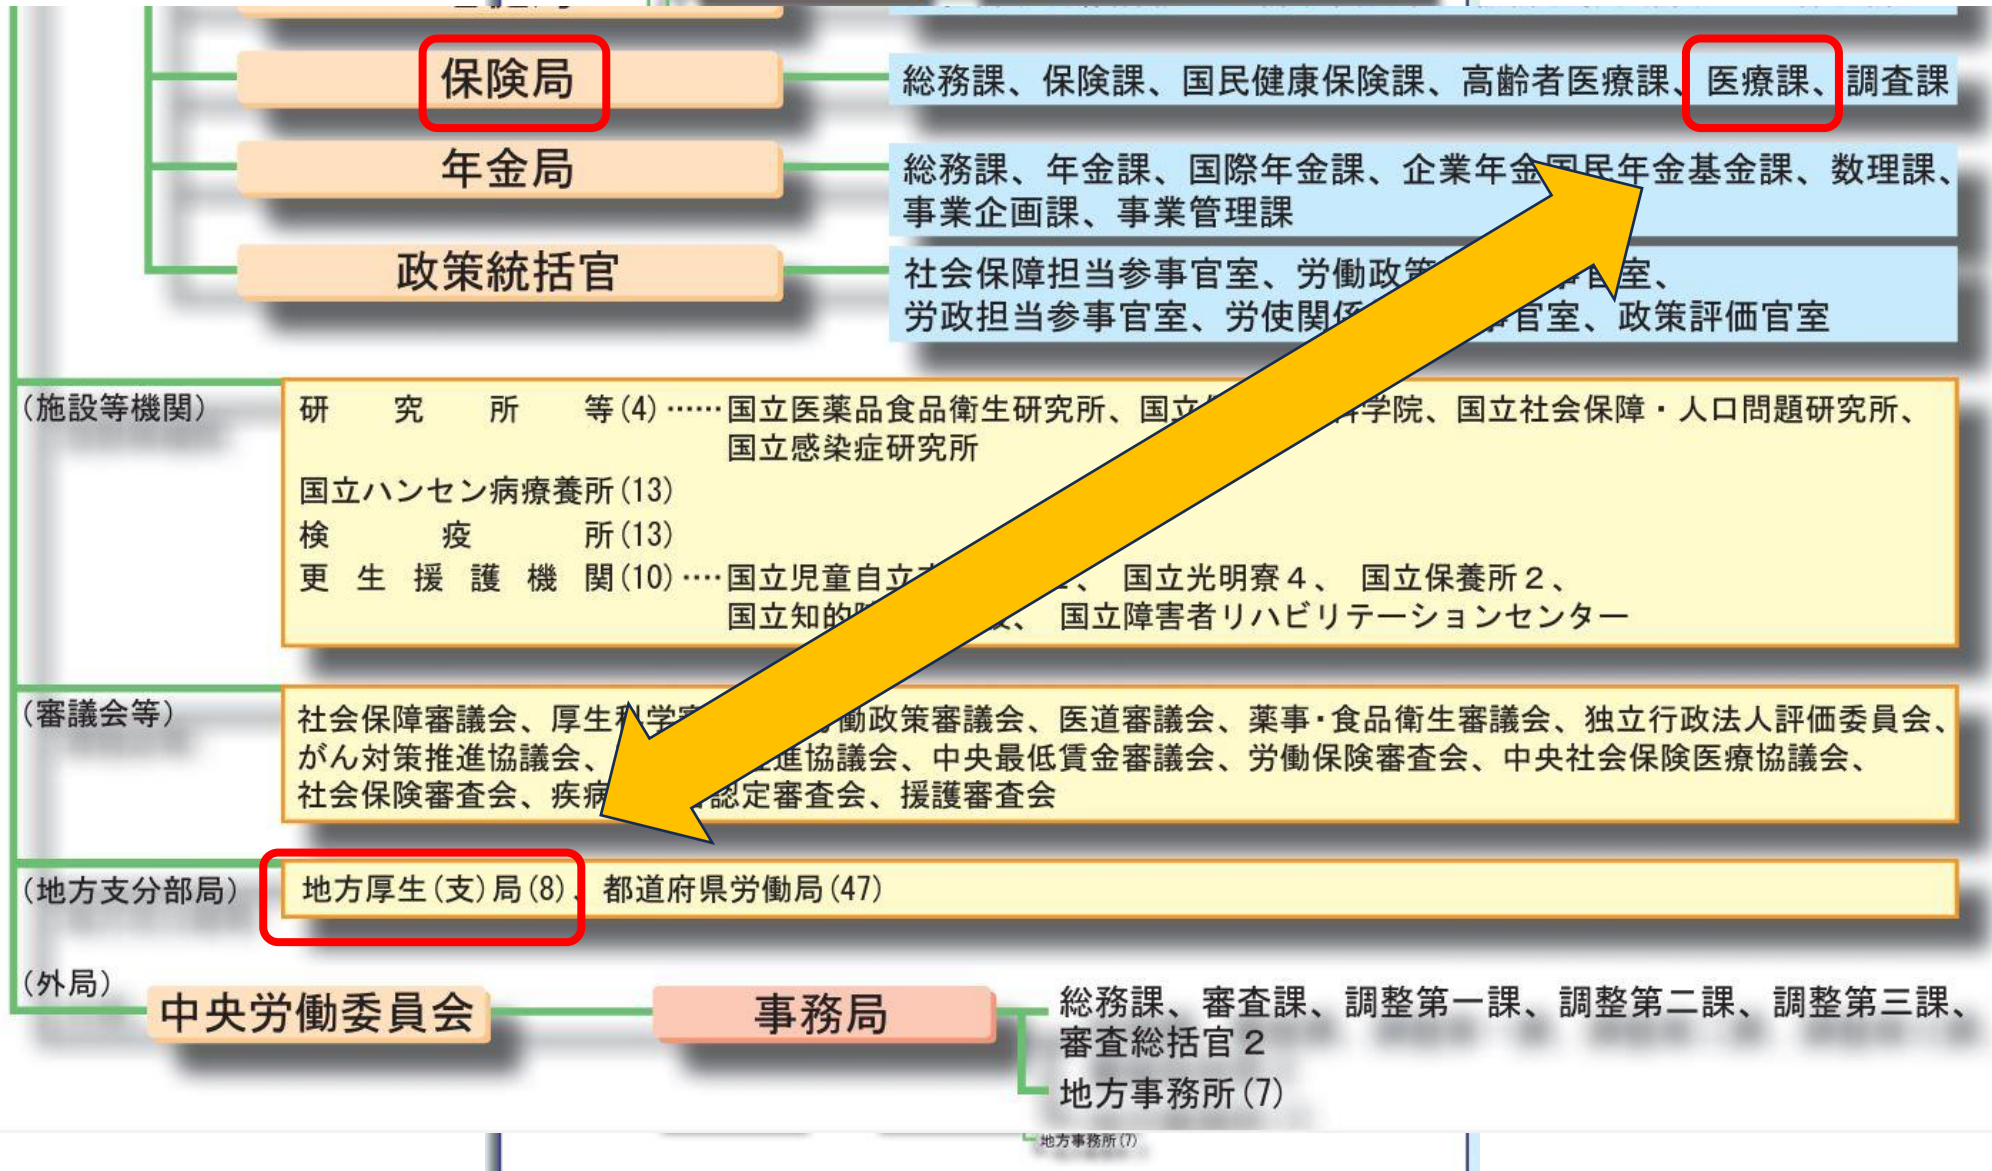 保険局
総務課、保険課、国民健康保険課、高齢者医療課、医療課、調査課
年金局
総務課、年金課、国際年金課、企業年金国民年金基金課、数理課、
事業企画課、事業管理課
政策統括官
社会保障担当参事官室、労働政策 事官室、
労政担当参事官室、労使関係 事官室、政策評価官室
(施設等機関)
研究所等(4)……国立医薬品食品衛生研究所、国立 科学院、国立社会保障・人口問題研究所、
国立感染症研究所
国立ハンセン病療養所(13)
検疫所(13)
更生援護機関(10)‥‥国立児童自立 、国立光明寮4、国立保養所2、
国立知的 、国立障害者リハビリテーションセンター
(審議会等)
社会保障審議会、厚生科学 働政策審議会、医道審議会、薬事・食品衛生審議会、独立行政法人評価委員会、
がん対策推進協議会、 進協議会、中央最低賃金審議会、労働保険審査会、中央社会保険医療協議会、
社会保険審査会、疾病 認定審査会、援護審査会
(地方支分部局)
地方厚生(支)局(8)、都道府県労働局(47)
(外局)
中央労働委員会
事務局
総務課、審査課、調整第一課、調整第二課、調整第三課、
審査総括官2
地方事務所(7)
地方事務所(7)